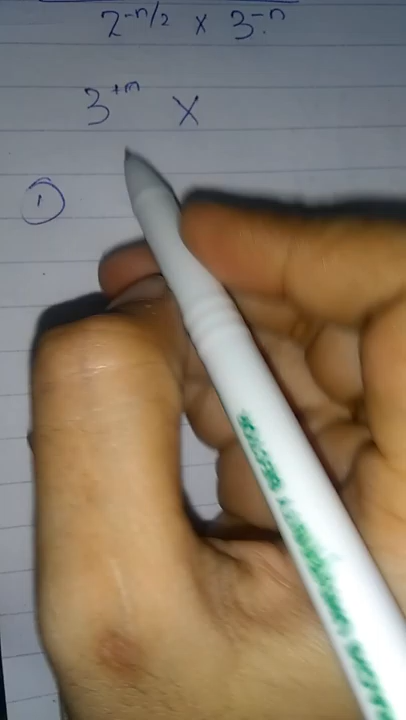 2^{-n/2} x 3^{-n}
3^{+m} X
①